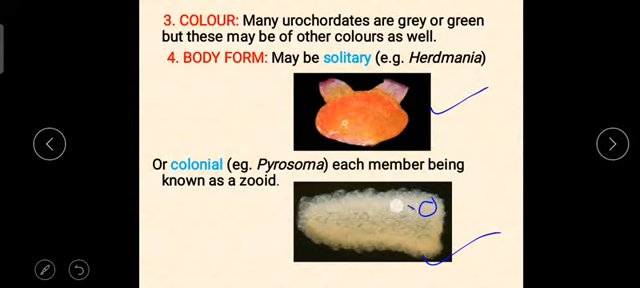 3. COLOUR: Many urochordates are grey or green
but these may be of other colours as well.
4. BODY FORM: May be solitary (e.g. Herdmania)
Or colonial (eg. Pyrosoma) each member being
known as a zooid.